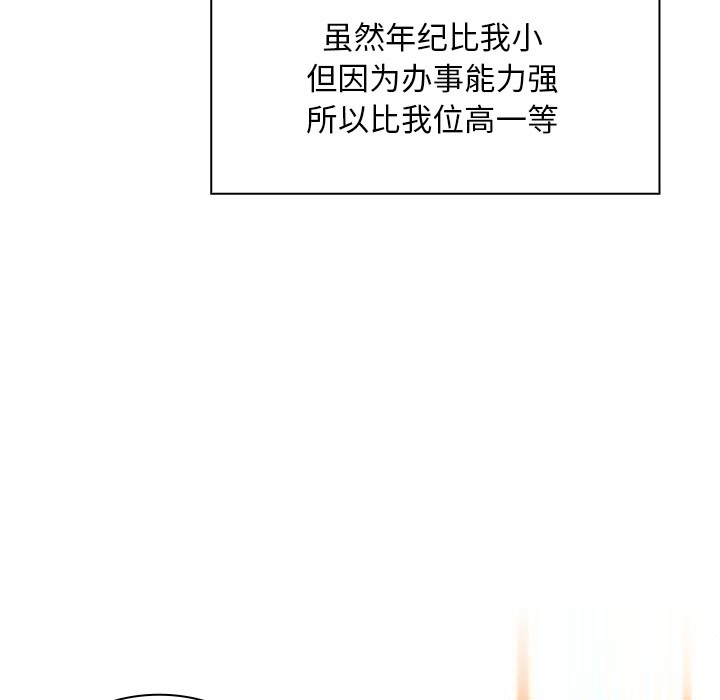 虽然年纪比我小
但因为办事能力强
所以比我位高一等